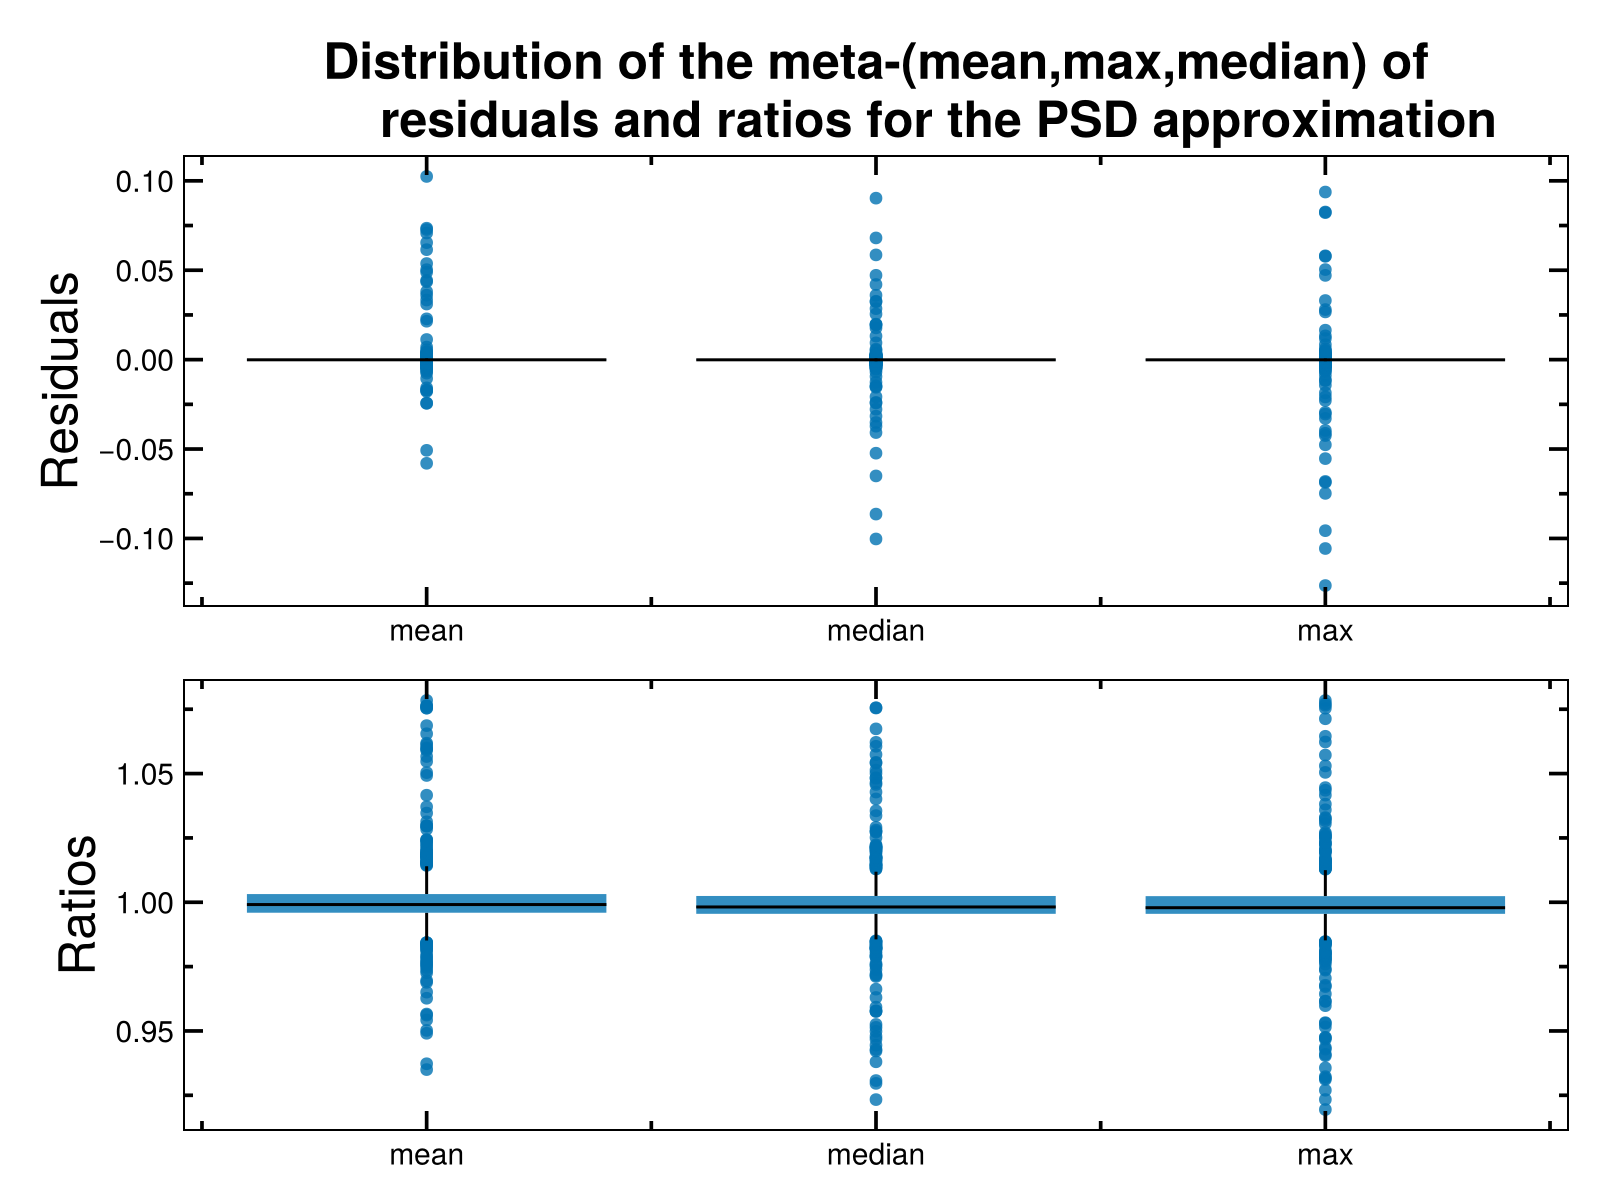 Distribution of the meta-(mean,max,median) of
residuals and ratios for the PSD approximation
Residuals
0.10
0.05
0.00
−0.05
−0.10
mean median max
Ratios
1.05
1.00
0.95
mean median max